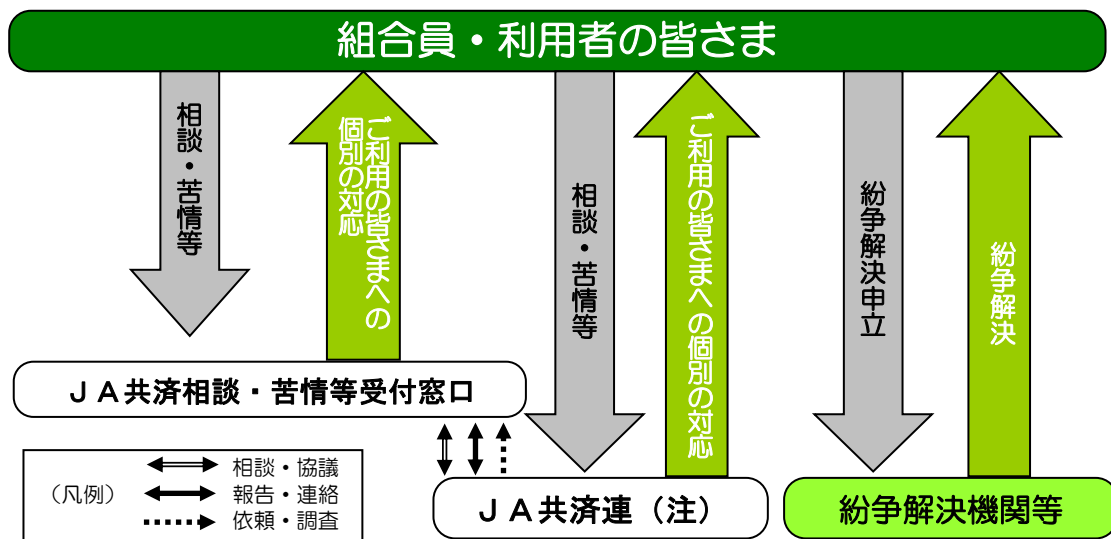 組合員・利用者の皆さま
相談・苦情等
ご利用の皆さまへの
個別の対応
相談・苦情等
ご利用の皆さまへの個別の対応
紛争解決申立
紛争解決
ＪＡ共済相談・苦情等受付窓口
（凡例）
相談・協議
報告・連絡
依頼・調査
ＪＡ共済連（注）
紛争解決機関等